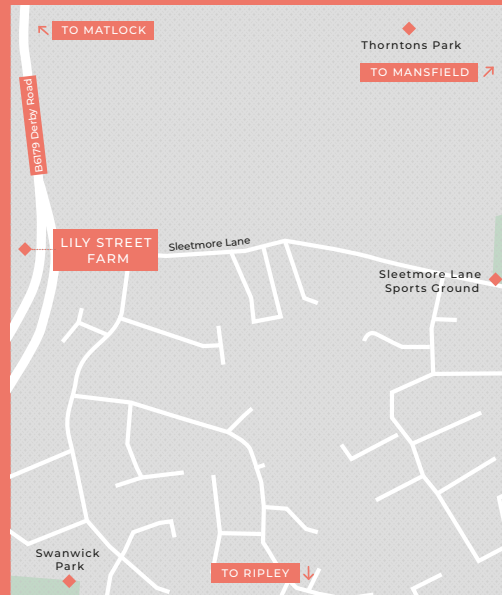 TO MATLOCK
Thorntons Park
TO MANSFIELD
B6179 Derby Road
LILY STREET
FARM
Sleetmore Lane
Sleetmore Lane
Sports Ground
Swanwick
Park
TO RIPLEY